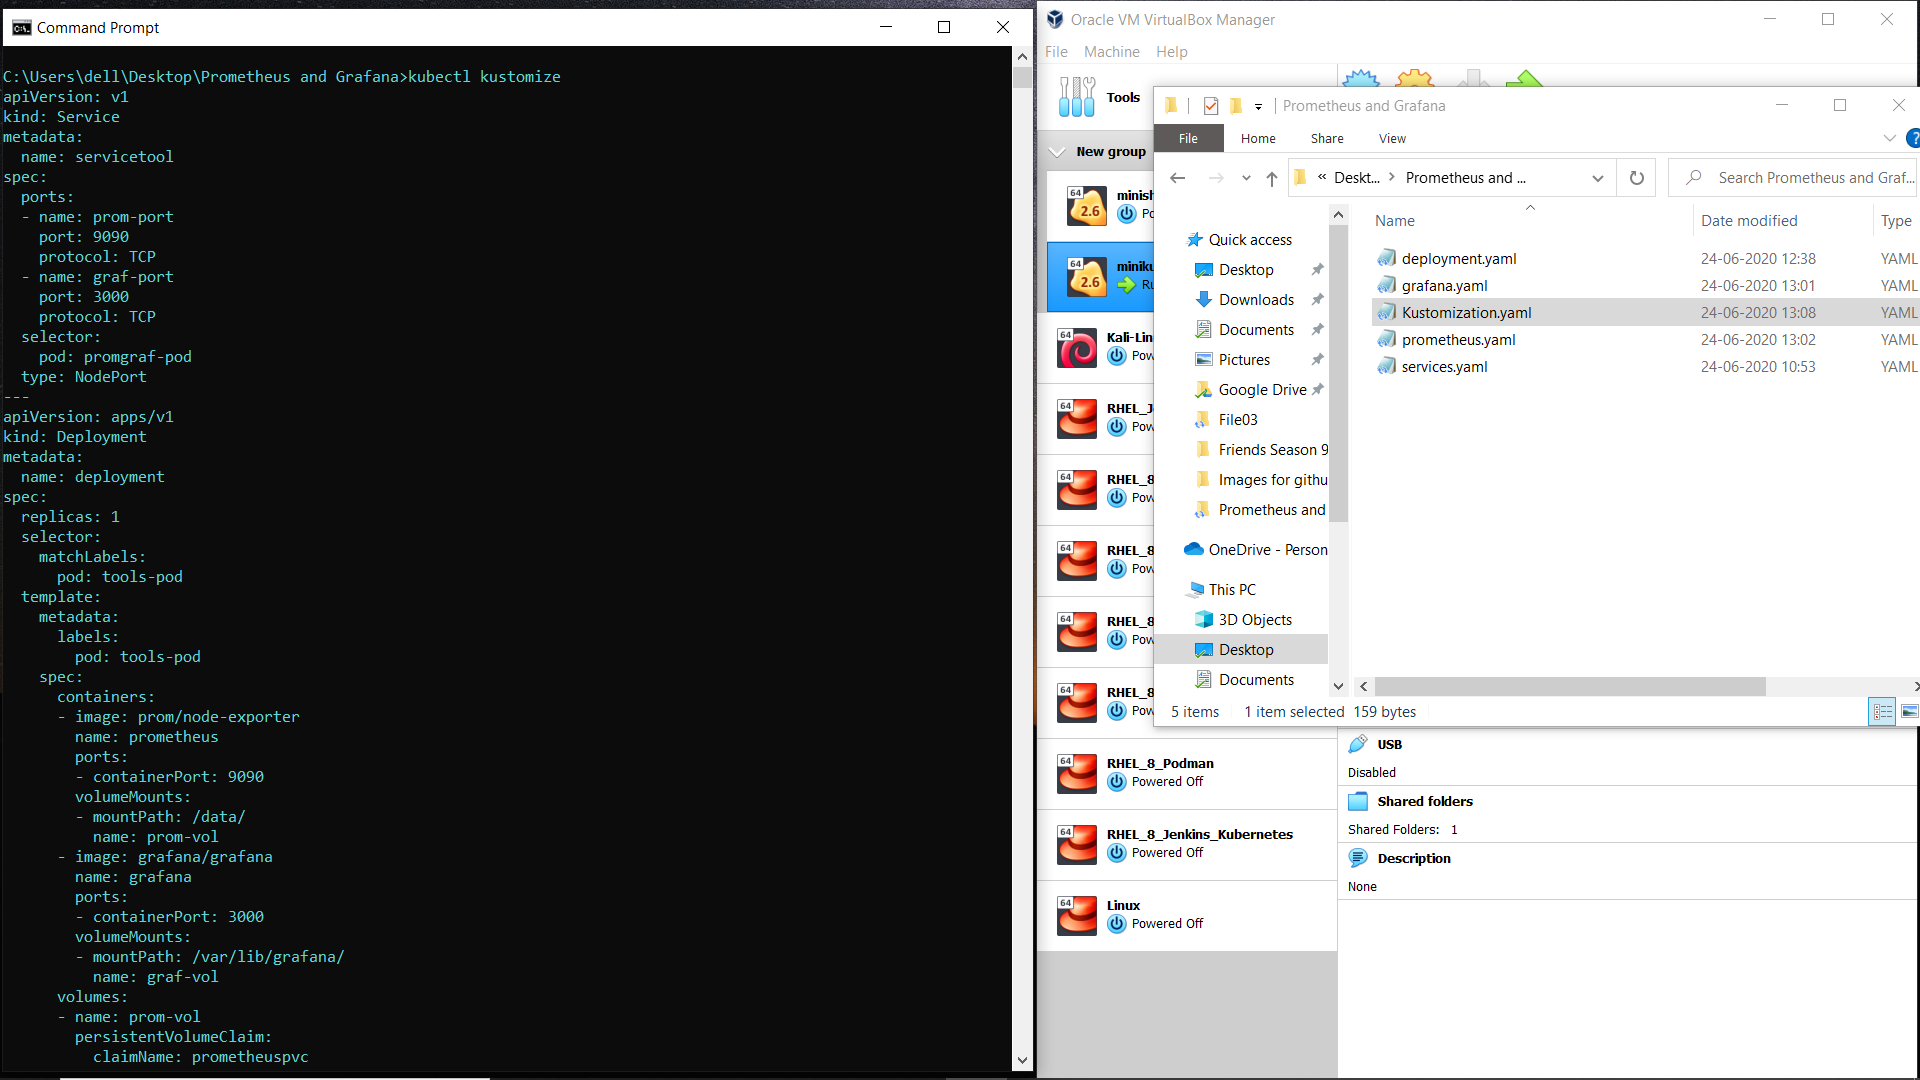 Command Prompt
C:\Users\dell\Desktop\Prometheus and Grafana>kubectl kustomize
apiVersion: v1
kind: Service
metadata:
  name: servicetool
spec:
  ports:
  - name: prom-port
    port: 9090
    protocol: TCP
  - name: graf-port
    port: 3000
    protocol: TCP
  selector:
    pod: promgraf-pod
  type: NodePort
---
apiVersion: apps/v1
kind: Deployment
metadata:
  name: deployment
spec:
  replicas: 1
  selector:
    matchLabels:
      pod: tools-pod
  template:
    metadata:
      labels:
        pod: tools-pod
    spec:
      containers:
      - image: prom/node-exporter
        name: prometheus
        ports:
        - containerPort: 9090
        volumeMounts:
        - mountPath: /data/
          name: prom-vol
      - image: grafana/grafana
        name: grafana
        ports:
        - containerPort: 3000
        volumeMounts:
        - mountPath: /var/lib/grafana/
          name: graf-vol
      volumes:
      - name: prom-vol
        persistentVolumeClaim:
          claimName: prometheuspvc
Oracle VM VirtualBox Manager
File Machine Help
Tools
New group
64 2.6 minish
Po
64 2.6 miniku
Ru
64 Kali-Lin
Pow
64 RHEL_J
Pow
64 RHEL_8
Pow
64 RHEL_8
Pow
64 RHEL_8
Pow
64 RHEL_8
Pow
64 RHEL_8_Podman
Powered Off
64 RHEL_8_Jenkins_Kubernetes
Powered Off
64 Linux
Powered Off
Prometheus and Grafana
File Home Share View
« Deskt... > Prometheus and ...
Search Prometheus and Graf...
Quick access
Desktop
Downloads
Documents
Pictures
Google Drive
File03
Friends Season 9
Images for githu
Prometheus and
OneDrive - Person
This PC
3D Objects
Desktop
Documents
Name Date modified Type
deployment.yaml 24-06-2020 12:38 YAML
grafana.yaml 24-06-2020 13:01 YAML
Kustomization.yaml 24-06-2020 13:08 YAML
prometheus.yaml 24-06-2020 13:02 YAML
services.yaml 24-06-2020 10:53 YAML
5 items 1 item selected 159 bytes
USB
Disabled
Shared folders
Shared Folders: 1
Description
None